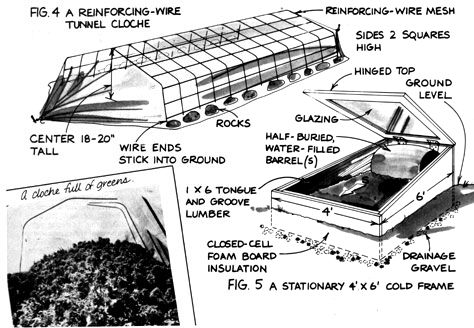 FIG. 4 A REINFORCING-WIRE
TUNNEL CLOCHE
REINFORCING-WIRE MESH
SIDES 2 SQUARES
HIGH
CENTER 18-20"
TALL
WIRE ENDS
STICK INTO GROUND
ROCKS
HINGED TOP
GROUND
LEVEL
GLAZING
HALF-BURIED,
WATER-FILLED
BARREL(S)
1 X 6 TONGUE
AND GROOVE
LUMBER
4'
6'
CLOSED-CELL
FOAM BOARD
INSULATION
DRAINAGE
GRAVEL
FIG. 5 A STATIONARY 4' X 6' COLD FRAME
A cloche full of greens.